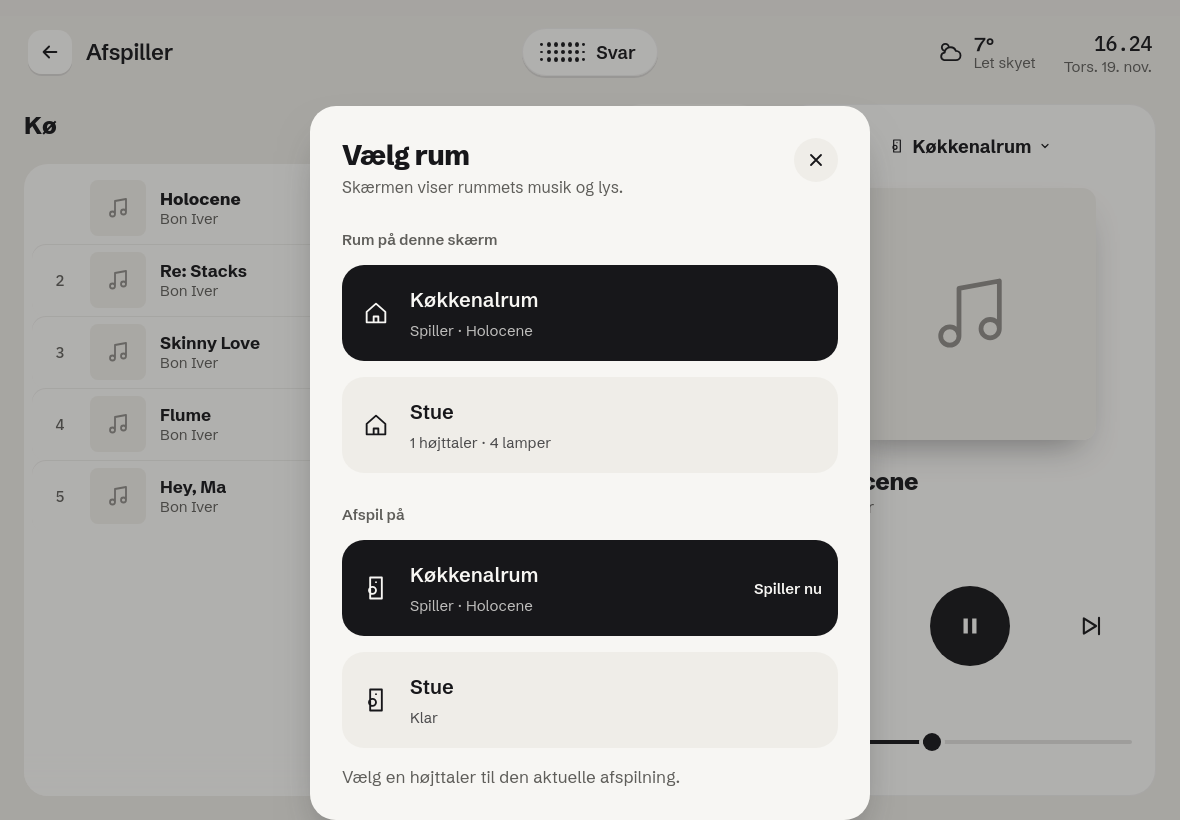 Afspiller
Svar
7°
Let skyet
16.24
Tors. 19. nov.
Kø
Holocene
Bon Iver
2
Re: Stacks
Bon Iver
3
Skinny Love
Bon Iver
4
Flume
Bon Iver
5
Hey, Ma
Bon Iver
Vælg rum
Skærmen viser rummets musik og lys.
Rum på denne skærm
Køkkenalrum
Spiller · Holocene
Stue
1 højttaler · 4 lamper
Afspil på
Køkkenalrum
Spiller · Holocene
Spiller nu
Stue
Klar
Vælg en højttaler til den aktuelle afspilning.
Køkkenalrum
cene
r